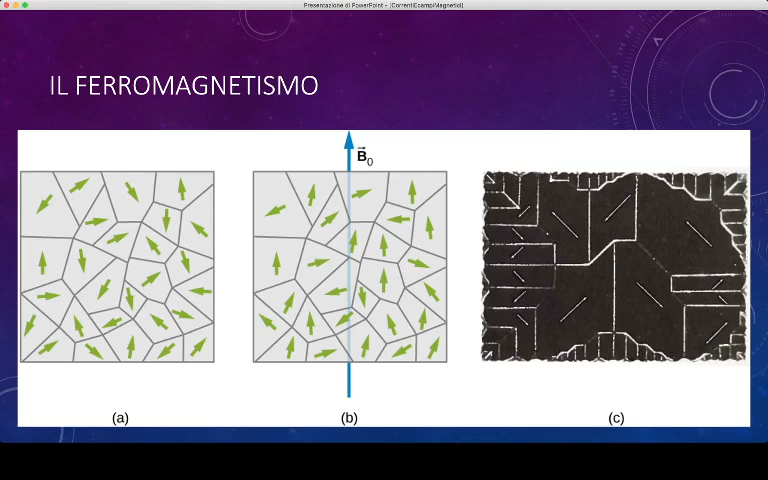 Presentazione di PowerPoint - [CorrentiEcampiMagnetici]
IL FERROMAGNETISMO
B₀
(a)
(b)
(c)